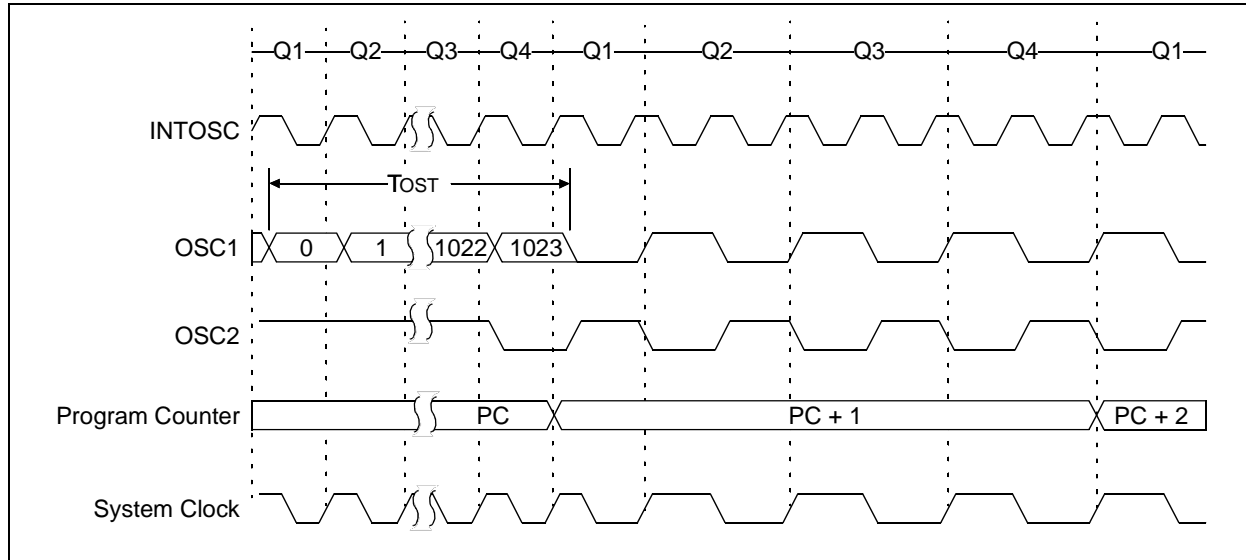 Q1 Q2 Q3 Q4 Q1 Q2 Q3 Q4 Q1
INTOSC
TOST
OSC1 0 1 1022 1023
OSC2
Program Counter PC PC + 1 PC + 2
System Clock